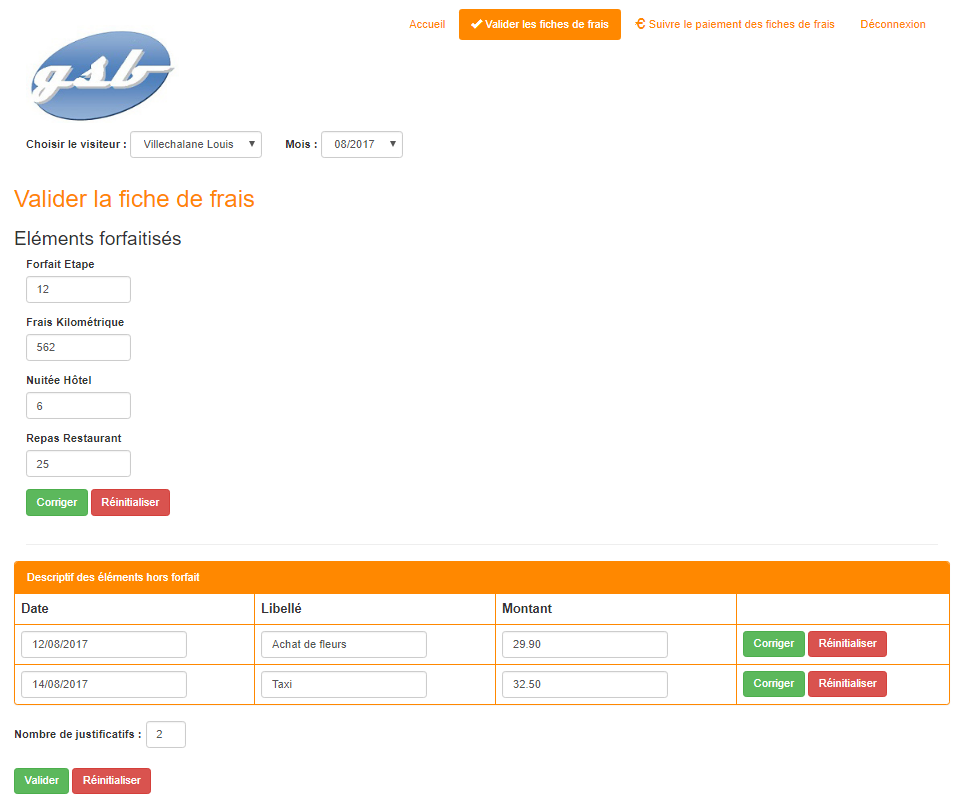 Accueil Valider les fiches de frais € Suivre le paiement des fiches de frais Déconnexion
gsb
Choisir le visiteur : Villechalane Louis Mois : 08/2017
Valider la fiche de frais
Eléments forfaitisés
Forfait Etape
12
Frais Kilométrique
562
Nuitée Hôtel
6
Repas Restaurant
25
Corriger Réinitialiser
Descriptif des éléments hors forfait
Date Libellé Montant
12/08/2017 Achat de fleurs 29.90 Corriger Réinitialiser
14/08/2017 Taxi 32.50 Corriger Réinitialiser
Nombre de justificatifs : 2
Valider Réinitialiser